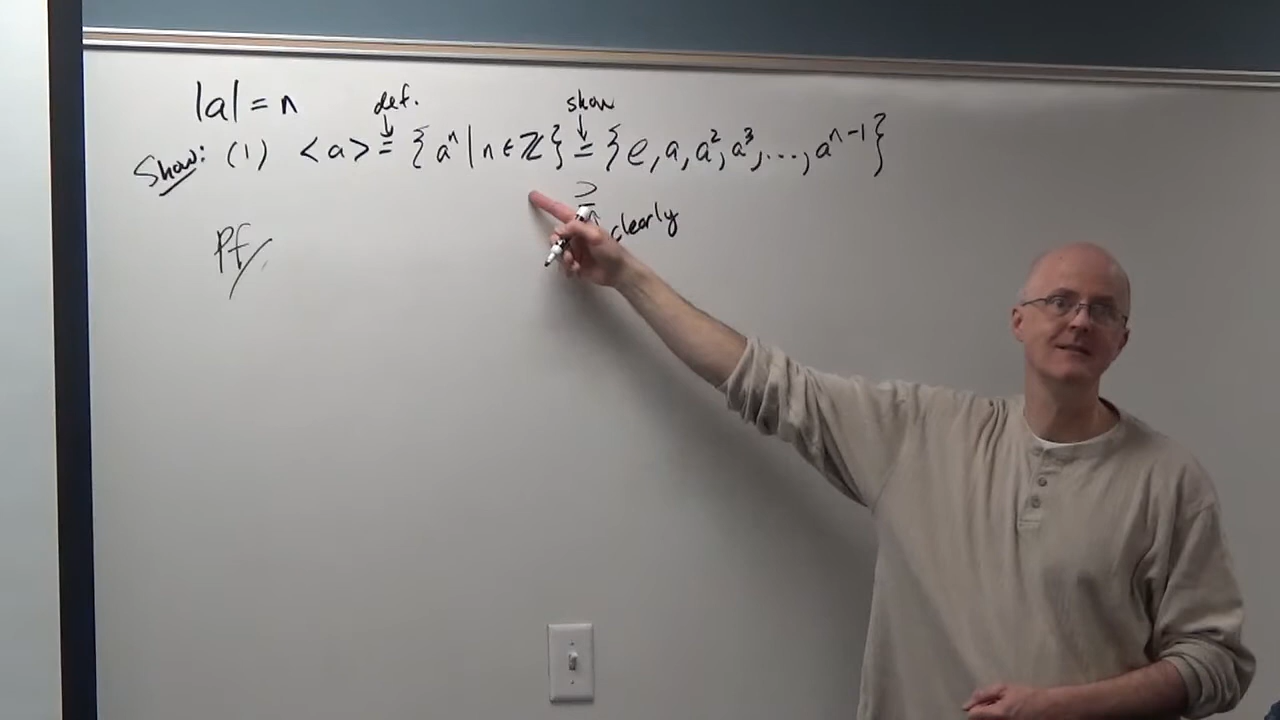 |a| = n
def.
show
Show: (1) <a> = { aⁿ | n ∈ ℤ } = { e, a, a², a³, ..., aⁿ⁻¹ }
⊇
clearly
Pf/